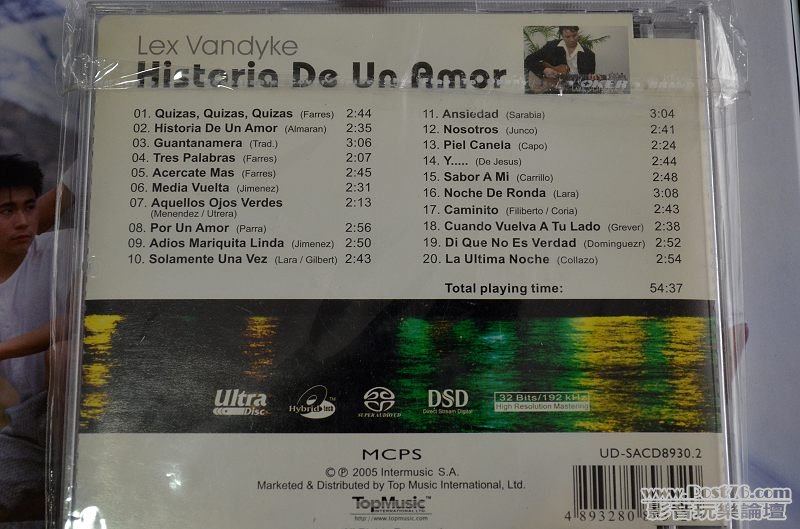 Lex Vandyke
Historia De Un Amor
01. Quizas, Quizas, Quizas (Farres) 2:44
02. Historia De Un Amor (Almaran) 2:35
03. Guantanamera (Trad.) 3:06
04. Tres Palabras (Farres) 2:07
05. Acercate Mas (Farres) 2:45
06. Media Vuelta (Jimenez) 2:31
07. Aquellos Ojos Verdes 2:13
(Menendez / Utrera)
08. Por Un Amor (Parra) 2:56
09. Adios Mariquita Linda (Jimenez) 2:50
10. Solamente Una Vez (Lara / Gilbert) 2:43
11. Ansiedad (Sarabia) 3:04
12. Nosotros (Junco) 2:41
13. Piel Canela (Capo) 2:24
14. Y..... (De Jesus) 2:44
15. Sabor A Mi (Carrillo) 2:48
16. Noche De Ronda (Lara) 3:08
17. Caminito (Filiberto / Coria) 2:43
18. Cuando Vuelva A Tu Lado (Grever) 2:38
19. Di Que No Es Verdad (Dominguezr) 2:52
20. La Ultima Noche (Collazo) 2:54
Total playing time: 54:37
Ultra Disc
Hybrid tech
SUPER AUDIO CD
DSD
Direct Stream Digital
32 Bits/192 kHz
High Resolution Mastering
MCPS
© ℗ 2005 Intermusic S.A.
Marketed & Distributed by Top Music International, Ltd.
TopMusic™
INTERNATIONAL LTD
http://www.topmusic1.com
UD-SACD8930.2
4 893280
www.Post76.com
影音玩樂論壇